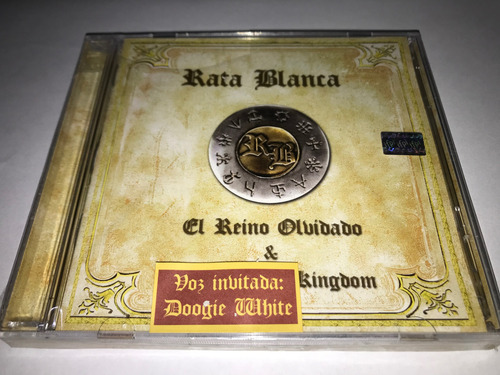 Rata Blanca
RB
El Reino Olvidado
&
Kingdom
Voz invitada:
Doogie White